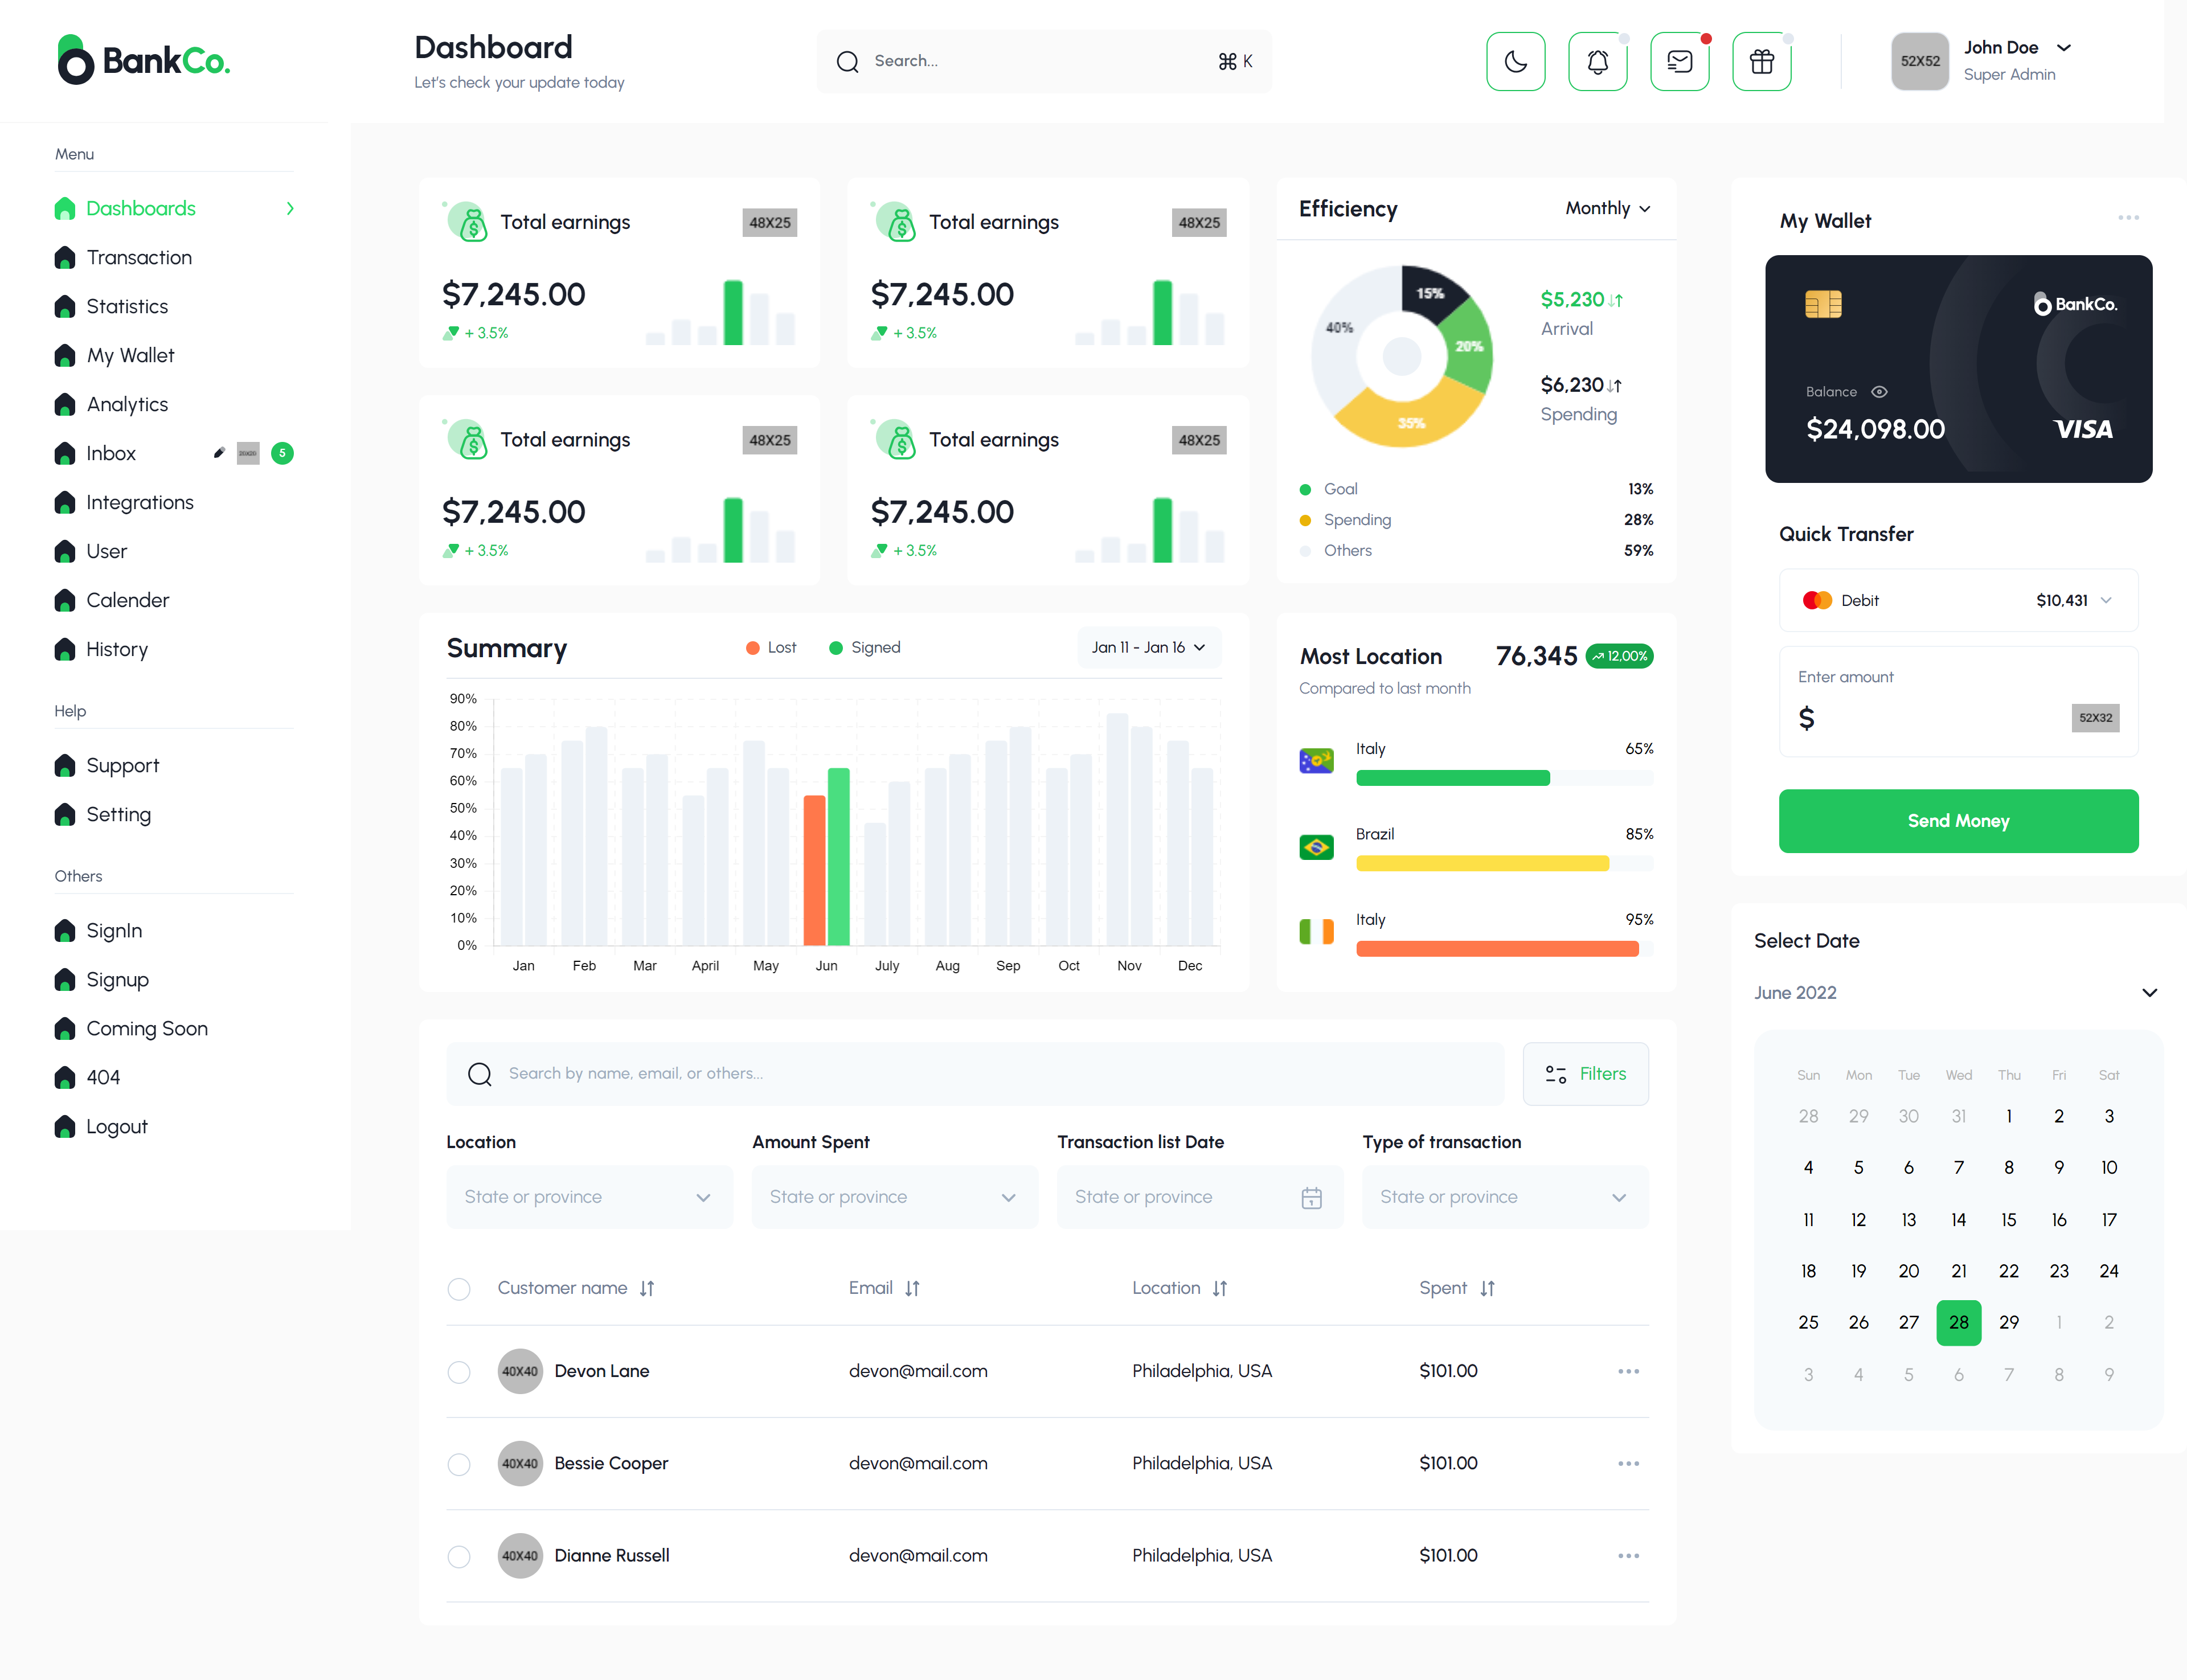 BankCo.
Dashboard
Let's check your update today
Search...
⌘ K
52X52
John Doe
Super Admin
Menu
Dashboards
Transaction
Statistics
My Wallet
Analytics
Inbox
20X20
5
Integrations
User
Calender
History
Help
Support
Setting
Others
SignIn
Signup
Coming Soon
404
Logout
Total earnings
48X25
$7,245.00
+ 3.5%
Total earnings
48X25
$7,245.00
+ 3.5%
Total earnings
48X25
$7,245.00
+ 3.5%
Total earnings
48X25
$7,245.00
+ 3.5%
Efficiency
Monthly
15%
20%
35%
40%
$5,230
Arrival
$6,230
Spending
Goal 13%
Spending 28%
Others 59%
Summary
Lost
Signed
Jan 11 - Jan 16
90%
80%
70%
60%
50%
40%
30%
20%
10%
0%
Jan Feb Mar April May Jun July Aug Sep Oct Nov Dec
Most Location
76,345
12,00%
Compared to last month
Italy 65%
Brazil 85%
Italy 95%
Search by name, email, or others...
Filters
Location
Amount Spent
Transaction list Date
Type of transaction
State or province
State or province
State or province
1
State or province
Customer name Email Location Spent
40X40 Devon Lane devon@mail.com Philadelphia, USA $101.00
40X40 Bessie Cooper devon@mail.com Philadelphia, USA $101.00
40X40 Dianne Russell devon@mail.com Philadelphia, USA $101.00
My Wallet
BankCo.
Balance
$24,098.00
VISA
Quick Transfer
Debit $10,431
Enter amount
$
52X32
Send Money
Select Date
June 2022
Sun Mon Tue Wed Thu Fri Sat
28 29 30 31 1 2 3
4 5 6 7 8 9 10
11 12 13 14 15 16 17
18 19 20 21 22 23 24
25 26 27 28 29 1 2
3 4 5 6 7 8 9